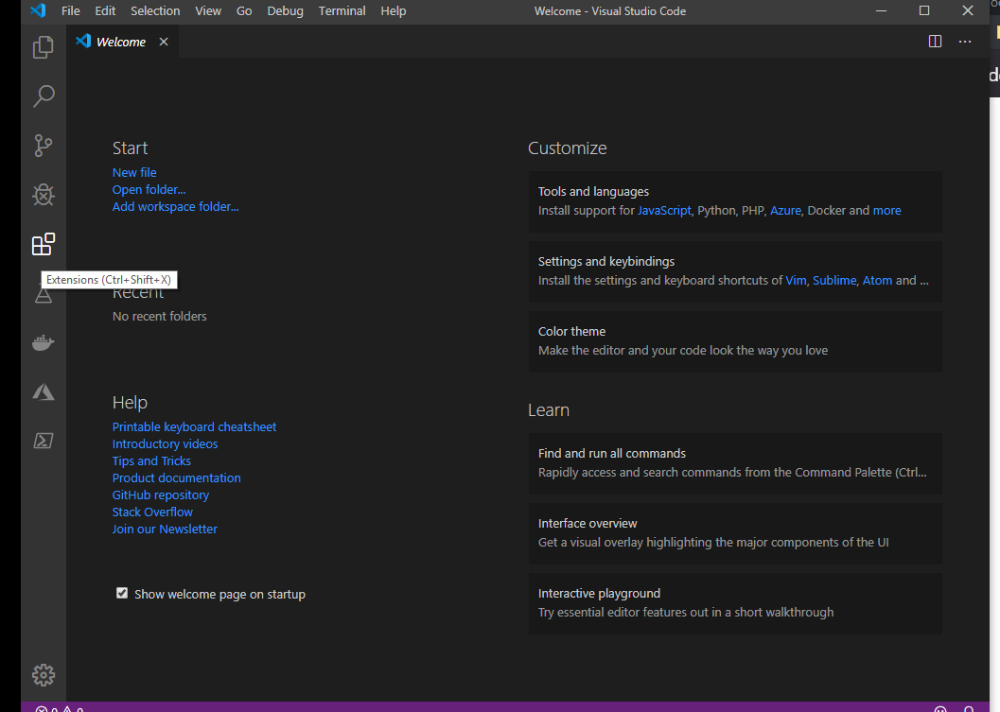 File Edit Selection View Go Debug Terminal Help
Welcome - Visual Studio Code
Welcome
Start
New file
Open folder...
Add workspace folder...
Extensions (Ctrl+Shift+X)
Recent
No recent folders
Help
Printable keyboard cheatsheet
Introductory videos
Tips and Tricks
Product documentation
GitHub repository
Stack Overflow
Join our Newsletter
Show welcome page on startup
Customize
Tools and languages
Install support for JavaScript, Python, PHP, Azure, Docker and more
Settings and keybindings
Install the settings and keyboard shortcuts of Vim, Sublime, Atom and ...
Color theme
Make the editor and your code look the way you love
Learn
Find and run all commands
Rapidly access and search commands from the Command Palette (Ctrl...
Interface overview
Get a visual overlay highlighting the major components of the UI
Interactive playground
Try essential editor features out in a short walkthrough